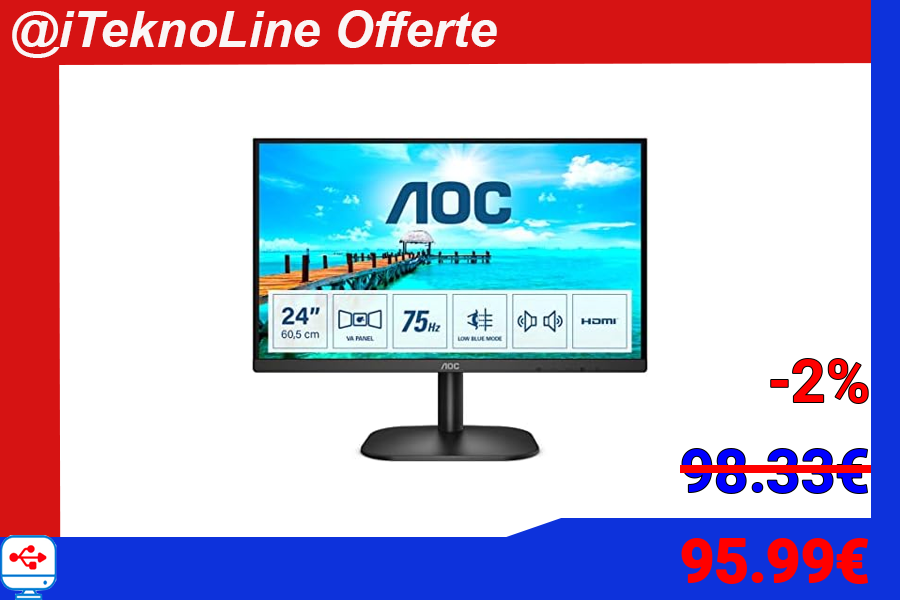 @iTeknoLine Offerte
AOC
24"
60,5 cm
VA PANEL
75Hz
LOW BLUE MODE
HDMI
AOC
-2%
98.33€
95.99€